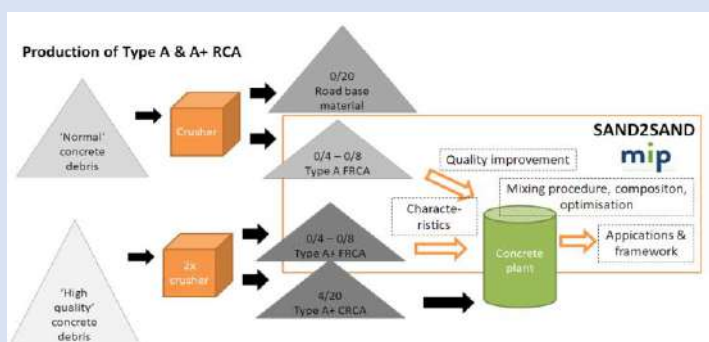 Production of Type A & A+ RCA
'Normal'
concrete
debris
Crusher
0/20
Road base
material
0/4 – 0/8
Type A FRCA
SAND2SAND
mip
Quality improvement
Mixing procedure, compositon,
optimisation
Characte-
ristics
'High
quality'
concrete
debris
2x
crusher
0/4 – 0/8
Type A+ FRCA
4/20
Type A+ CRCA
Concrete
plant
Appications &
framework